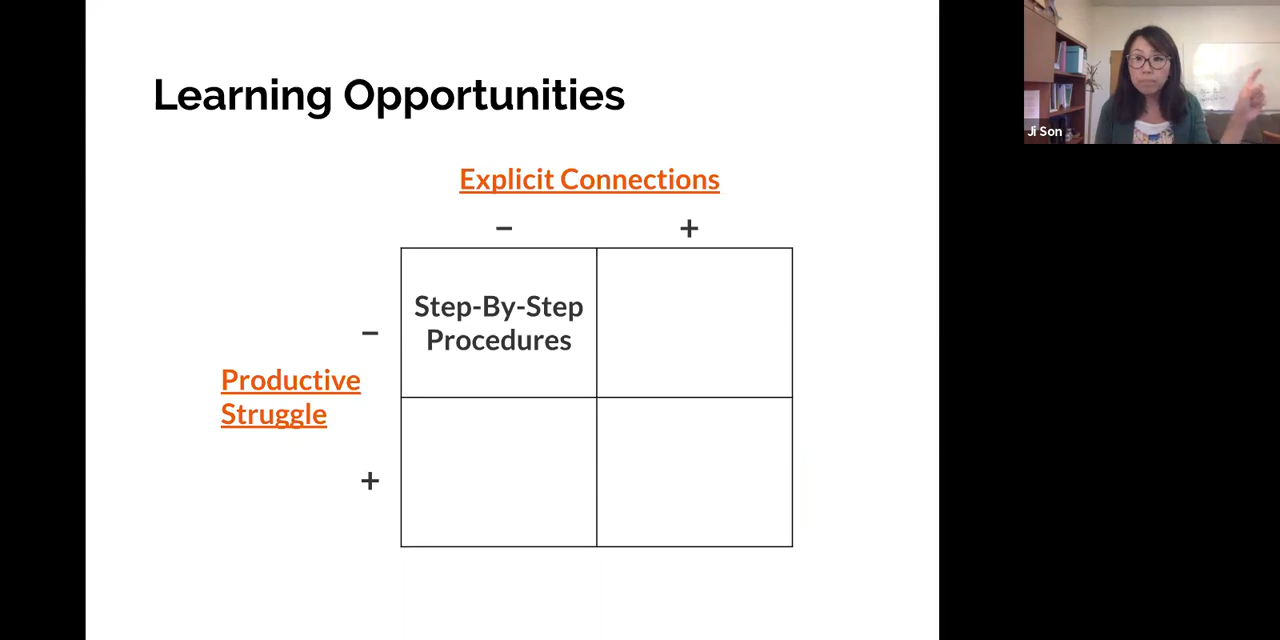 Learning Opportunities
Explicit Connections
– +
Step-By-Step
Procedures
–
Productive
Struggle
+
Ji Son